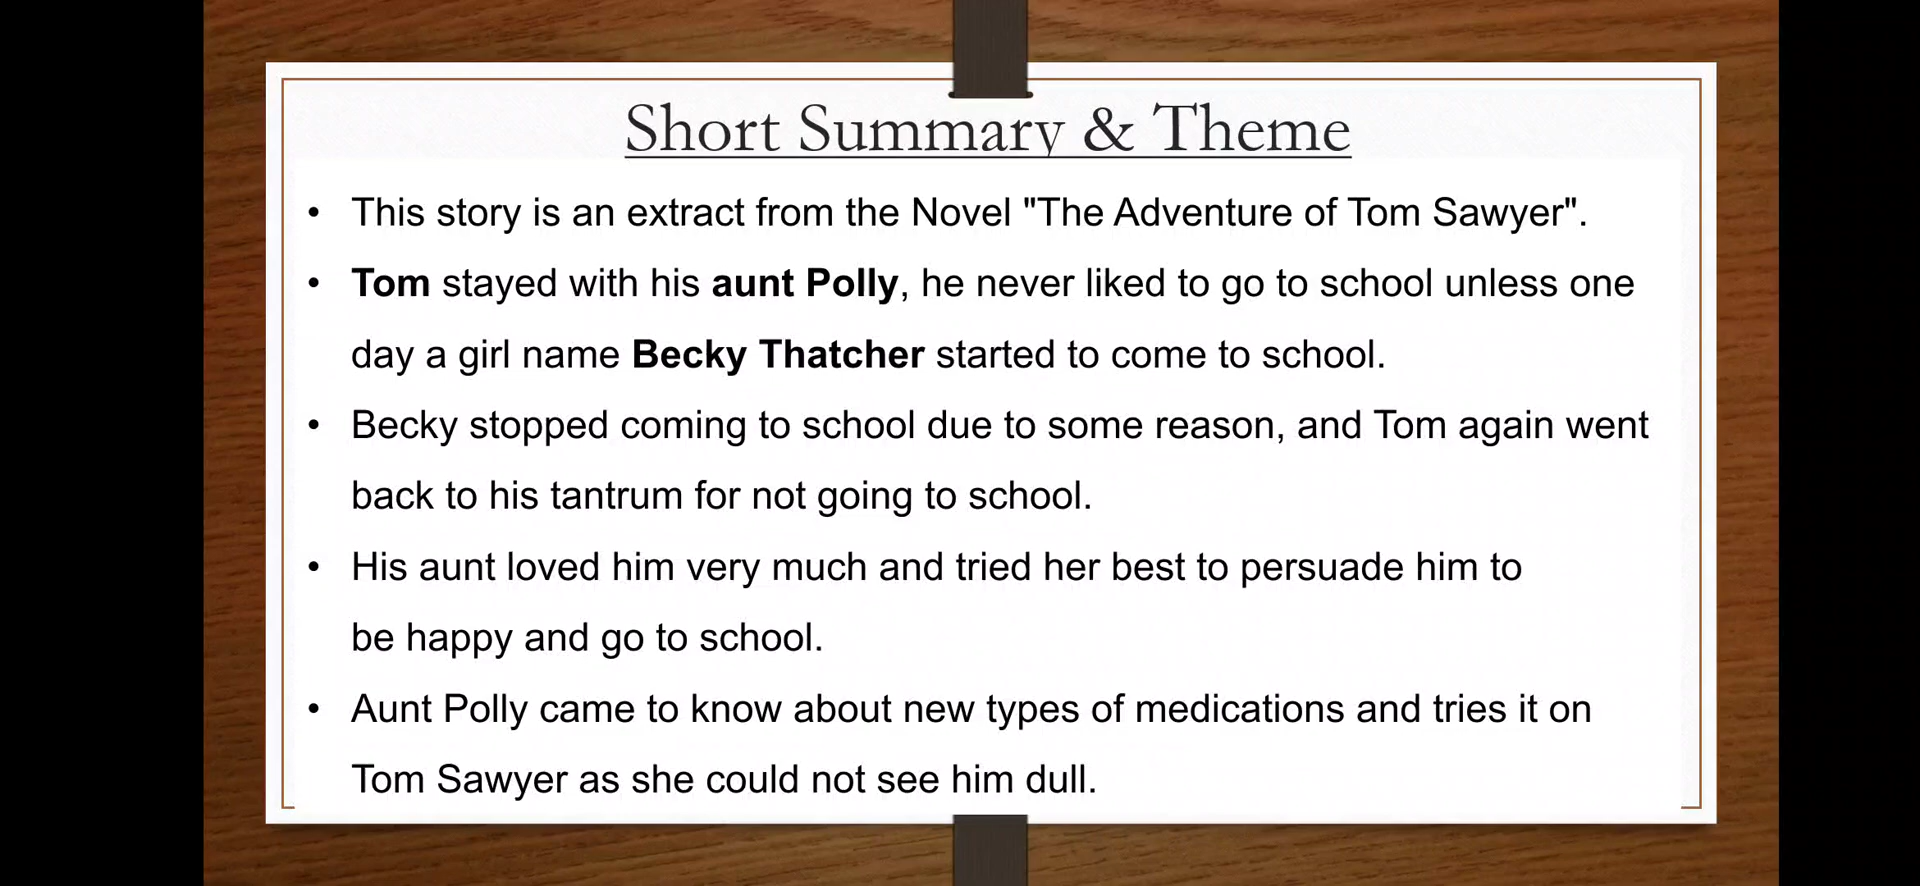 Short Summary & Theme
• This story is an extract from the Novel "The Adventure of Tom Sawyer".
• Tom stayed with his aunt Polly, he never liked to go to school unless one
day a girl name Becky Thatcher started to come to school.
• Becky stopped coming to school due to some reason, and Tom again went
back to his tantrum for not going to school.
• His aunt loved him very much and tried her best to persuade him to
be happy and go to school.
• Aunt Polly came to know about new types of medications and tries it on
Tom Sawyer as she could not see him dull.